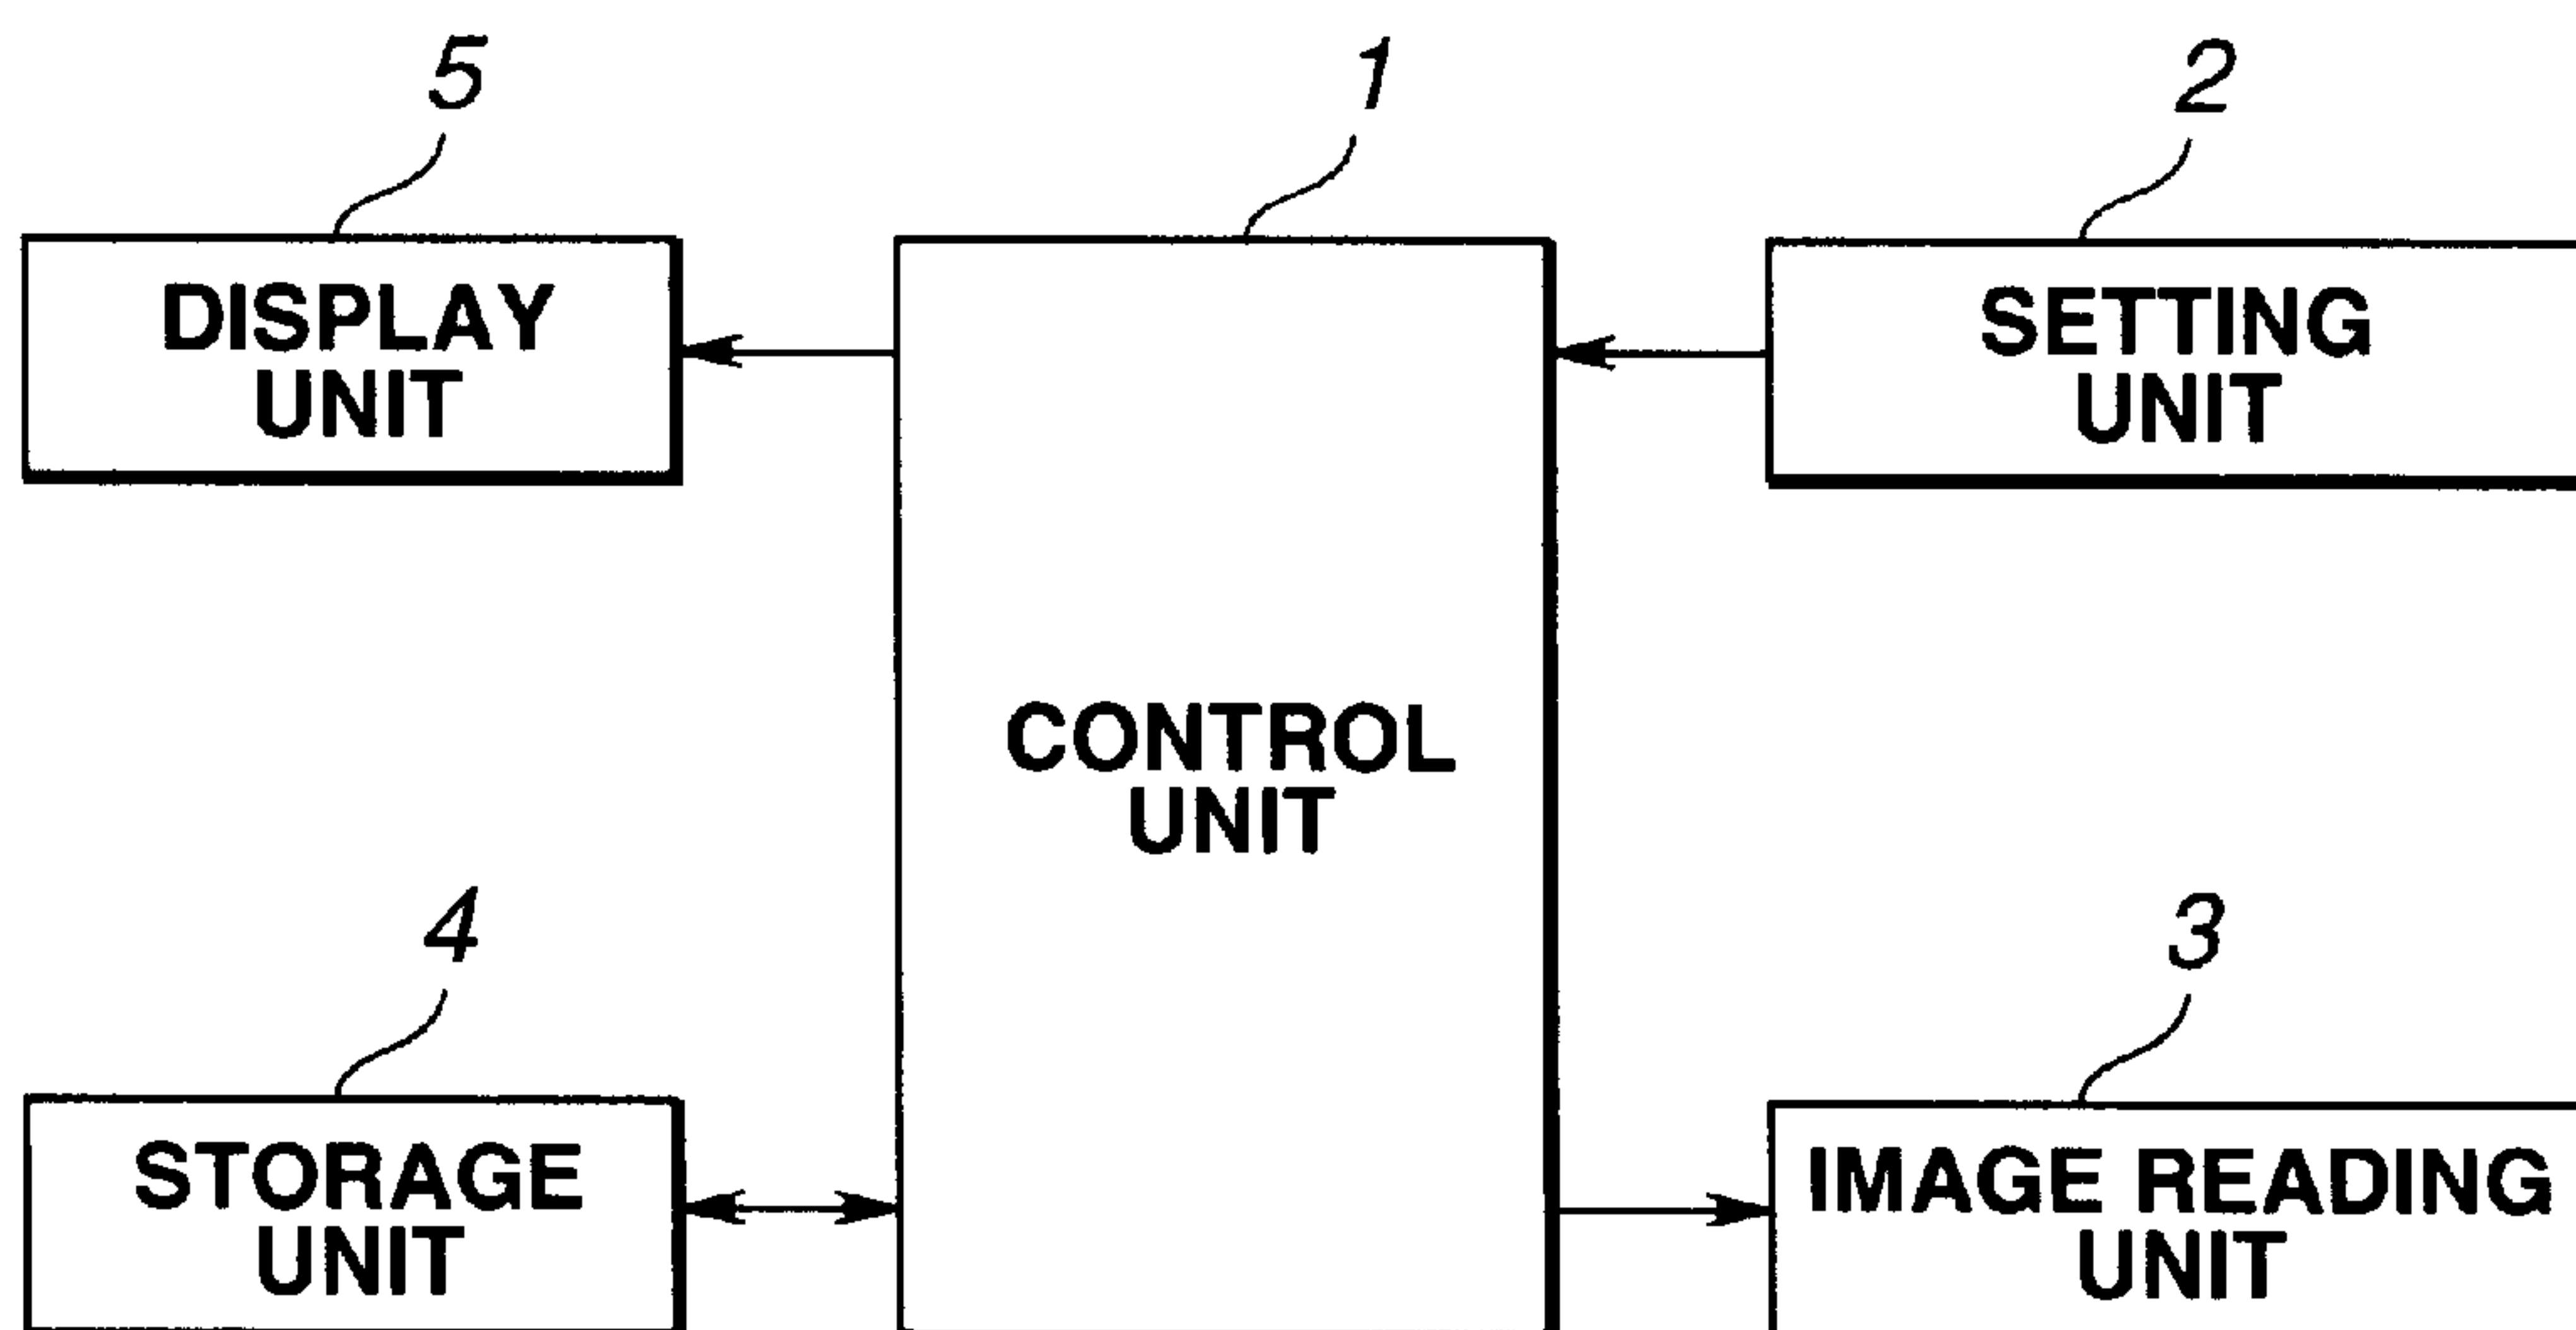 5
1
2
DISPLAY
UNIT
SETTING
UNIT
CONTROL
UNIT
4
3
STORAGE
UNIT
IMAGE READING
UNIT